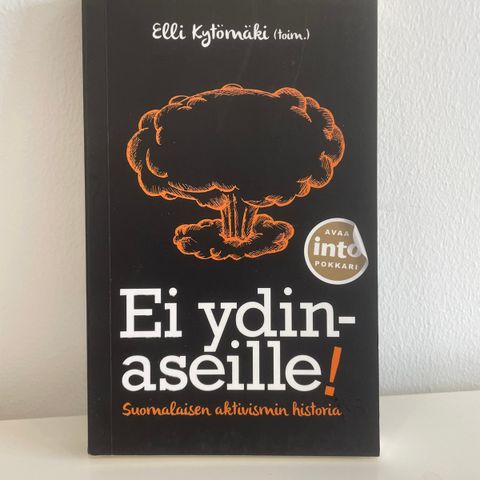 Elli Kytömäki (toim.)
AVAA
into
POKKARI
Ei ydin-
aseille!
Suomalaisen aktivismin historia